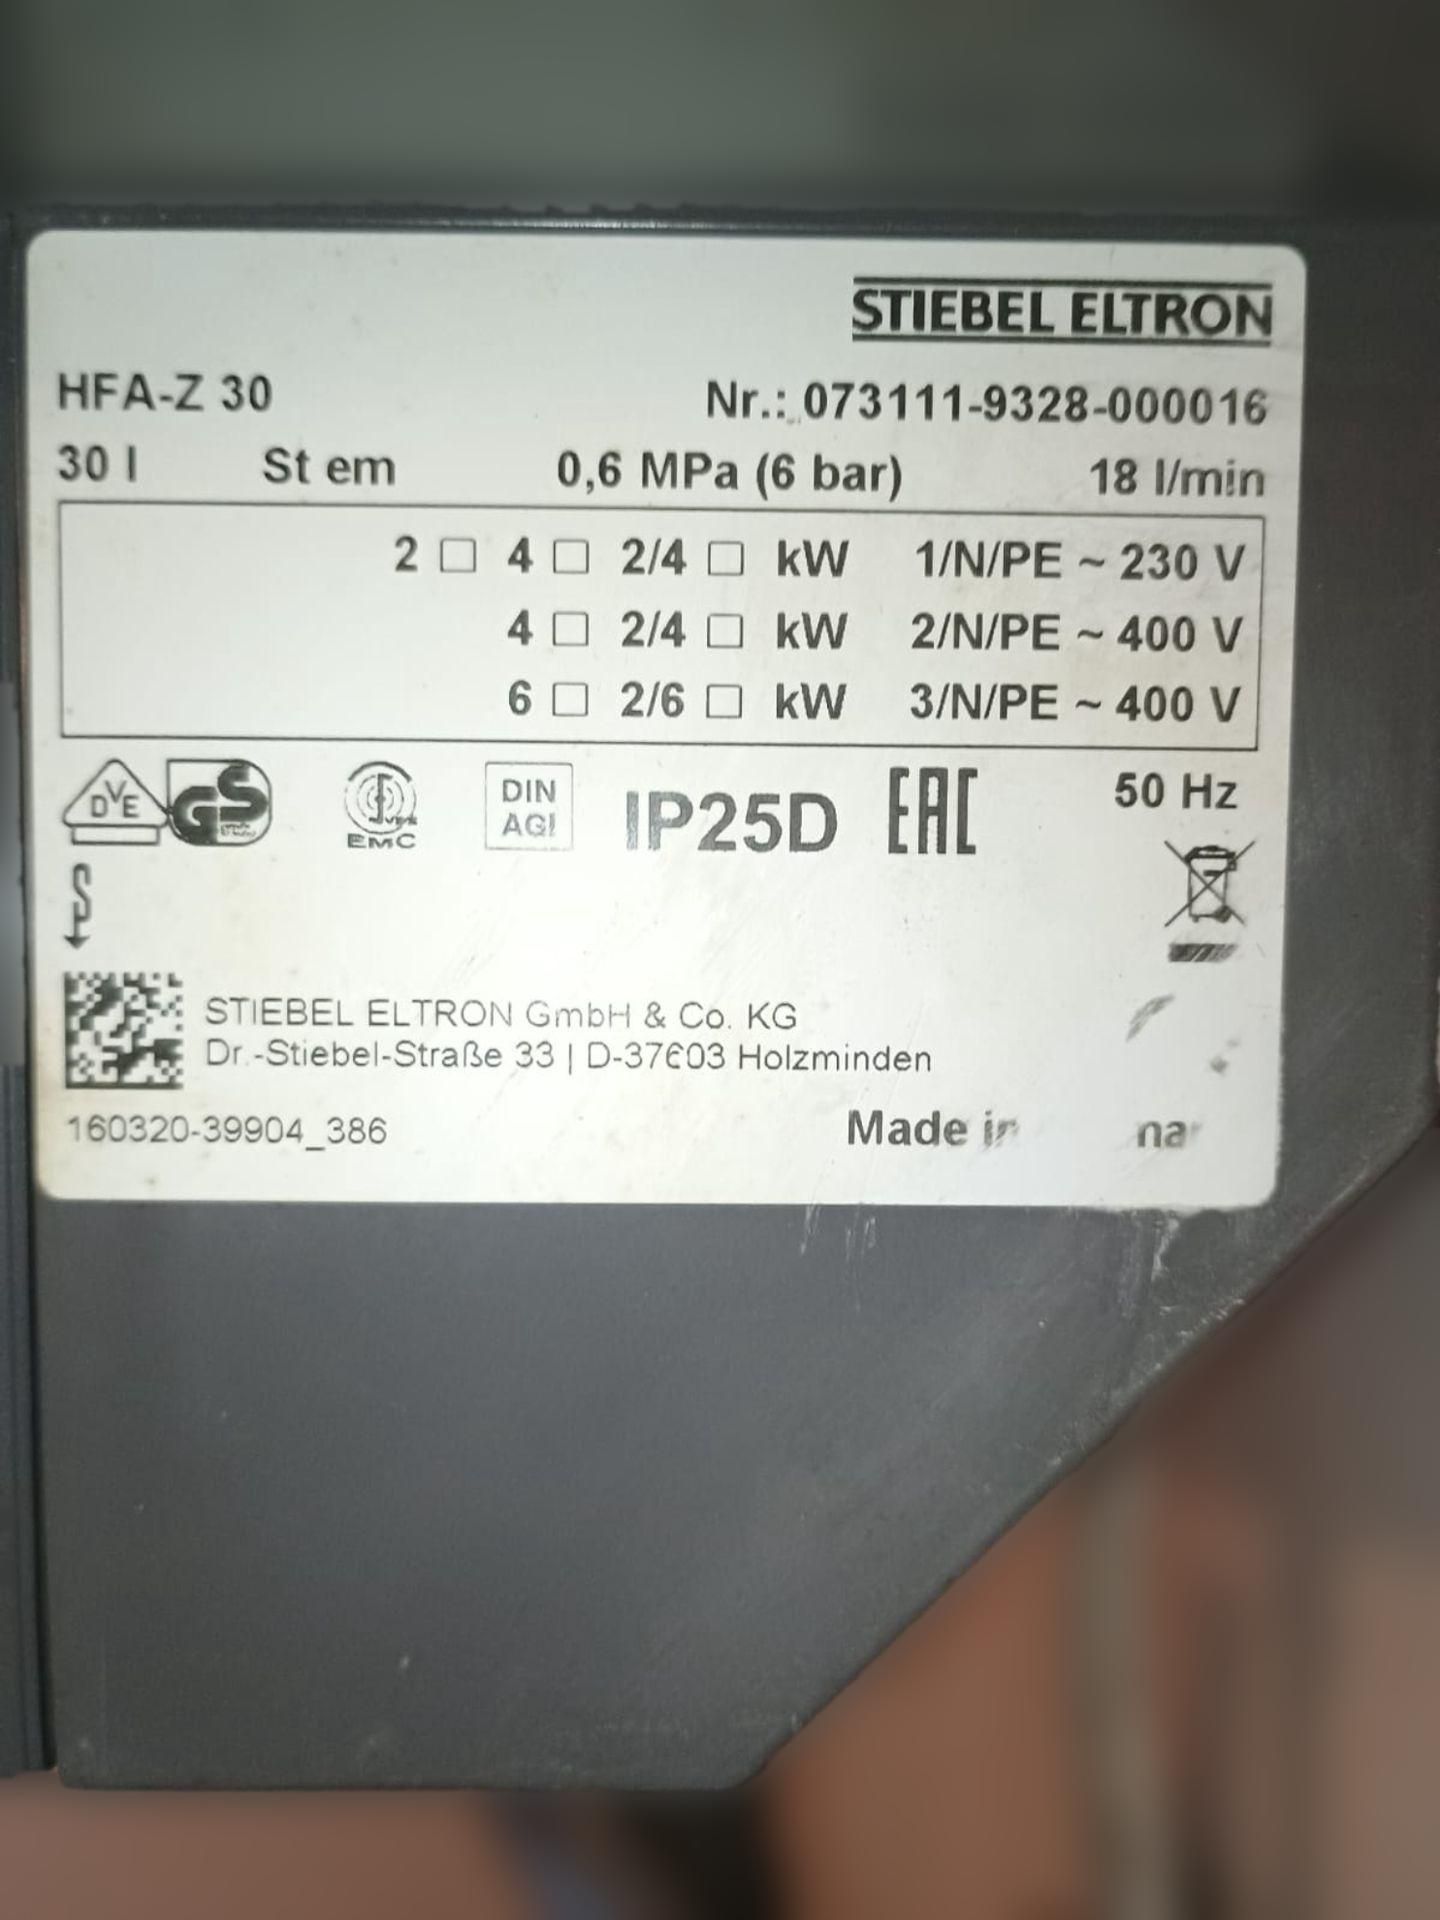 STIEBEL ELTRON
HFA-Z 30 Nr.: 073111-9328-000016
30 l St em 0,6 MPa (6 bar) 18 l/min
2 □ 4 □ 2/4 □ kW 1/N/PE ~ 230 V
4 □ 2/4 □ kW 2/N/PE ~ 400 V
6 □ 2/6 □ kW 3/N/PE ~ 400 V
DVE GS EMC DIN AGI IP25D EAC 50 Hz
STIEBEL ELTRON GmbH & Co. KG
Dr.-Stiebel-Straße 33 | D-37603 Holzminden
160320-39904_386 Made in